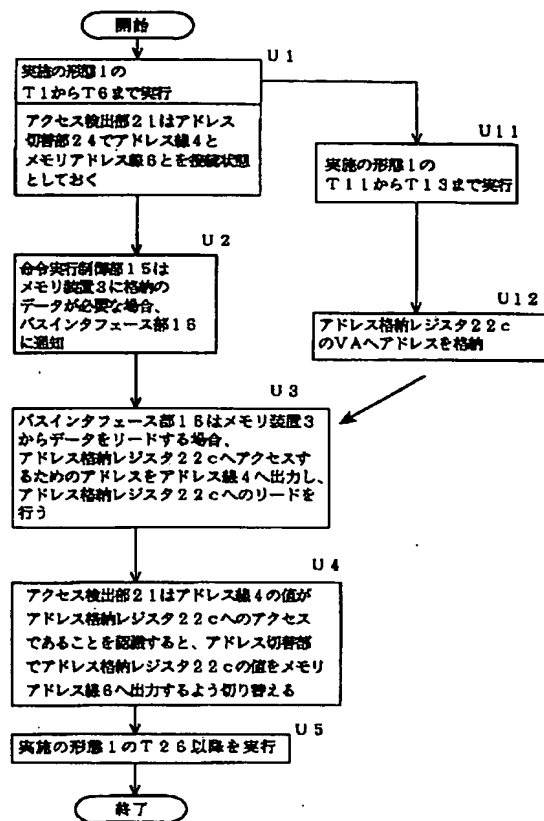 開始
U1
実施の形態1の
T1からT6まで実行
アクセス検出部21はアドレス
切替部24でアドレス線4と
メモリアドレス線6とを接続状態
としておく
U11
実施の形態1の
T11からT13まで実行
U2
命令実行制御部15は
メモリ装置3に格納の
データが必要な場合、
バスインタフェース部16
に通知
U12
アドレス格納レジスタ22c
のVAへアドレスを格納
U3
バスインタフェース部16はメモリ装置3
からデータをリードする場合、
アドレス格納レジスタ22cへアクセスす
るためのアドレスをアドレス線4へ出力し、
アドレス格納レジスタ22cへのリードを
行う
U4
アクセス検出部21はアドレス線4の値が
アドレス格納レジスタ22cへのアクセス
であることを認識すると、アドレス切替部
でアドレス格納レジスタ22cの値をメモリ
アドレス線6へ出力するよう切り替える
U5
実施の形態1のT26以降を実行
終了